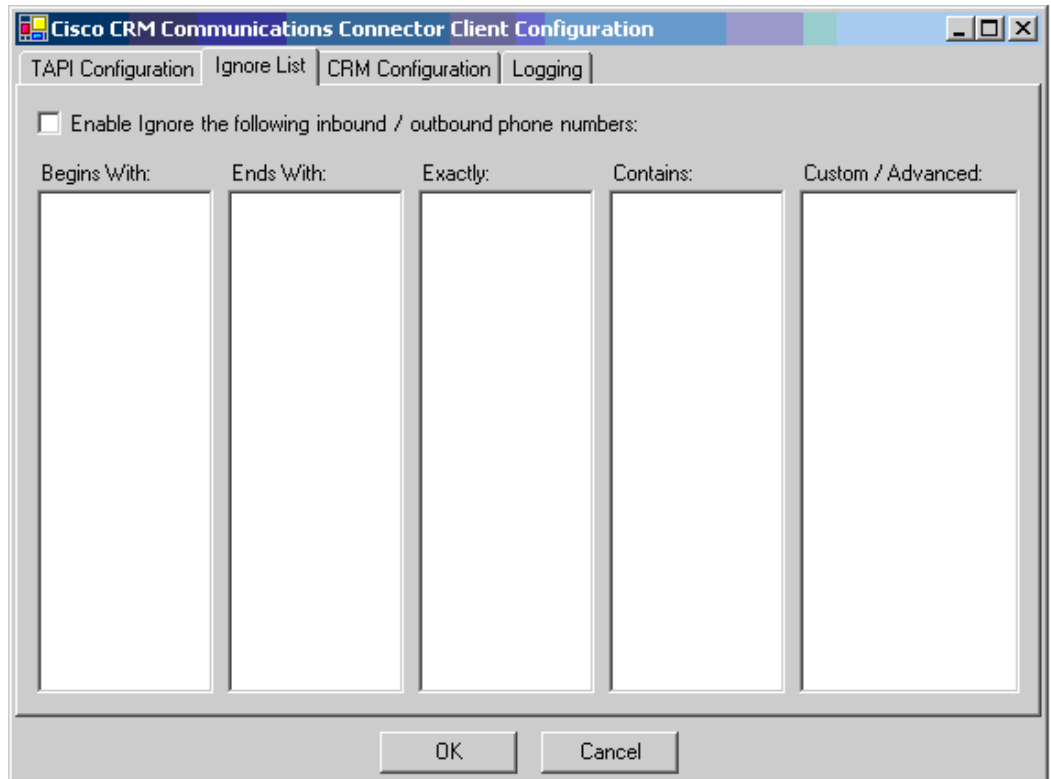 Cisco CRM Communications Connector Client Configuration
TAPI Configuration Ignore List CRM Configuration Logging
Enable Ignore the following inbound / outbound phone numbers:
Begins With: Ends With: Exactly: Contains: Custom / Advanced:
OK Cancel